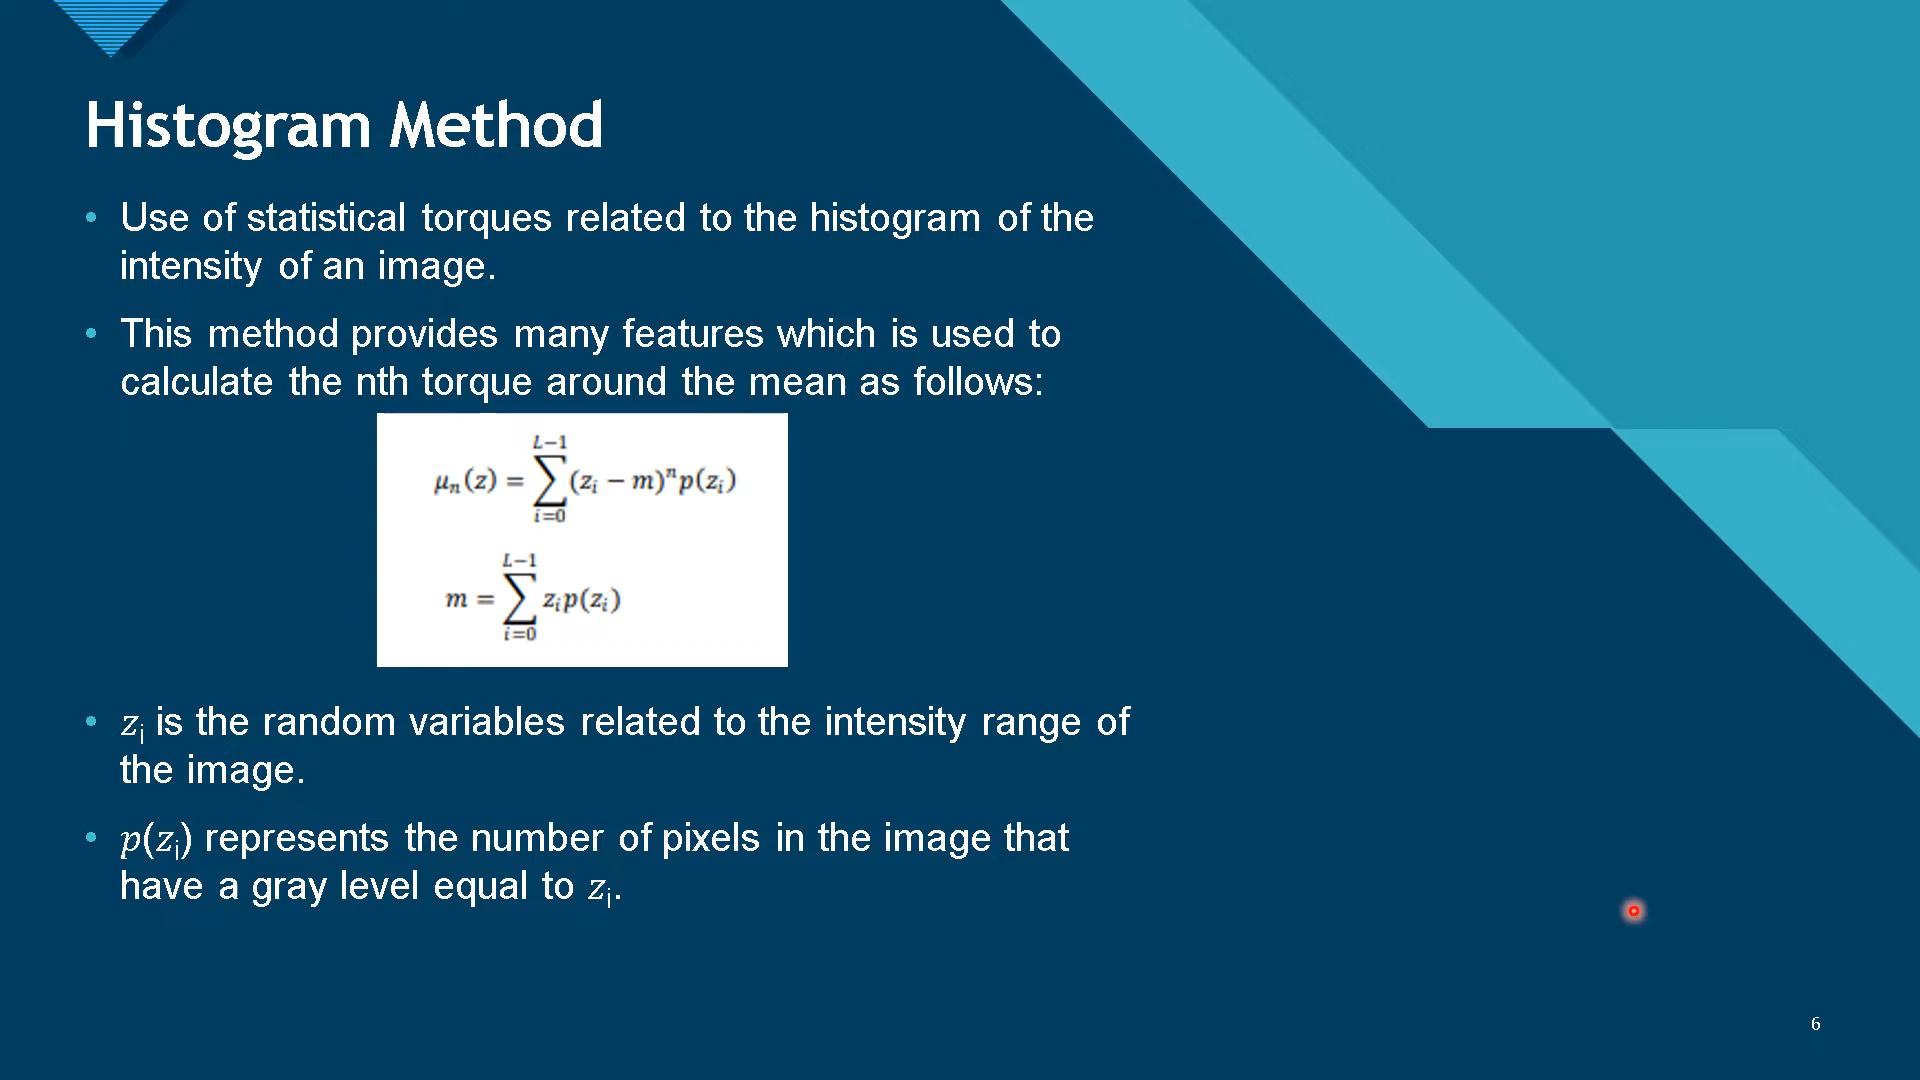 Histogram Method
• Use of statistical torques related to the histogram of the
intensity of an image.
• This method provides many features which is used to
calculate the nth torque around the mean as follows:
μₙ(z) = ∑_{i=0}^{L−1} (zᵢ − m)ⁿp(zᵢ)
m = ∑_{i=0}^{L−1} zᵢp(zᵢ)
• zᵢ is the random variables related to the intensity range of
the image.
• p(zᵢ) represents the number of pixels in the image that
have a gray level equal to zᵢ.
6